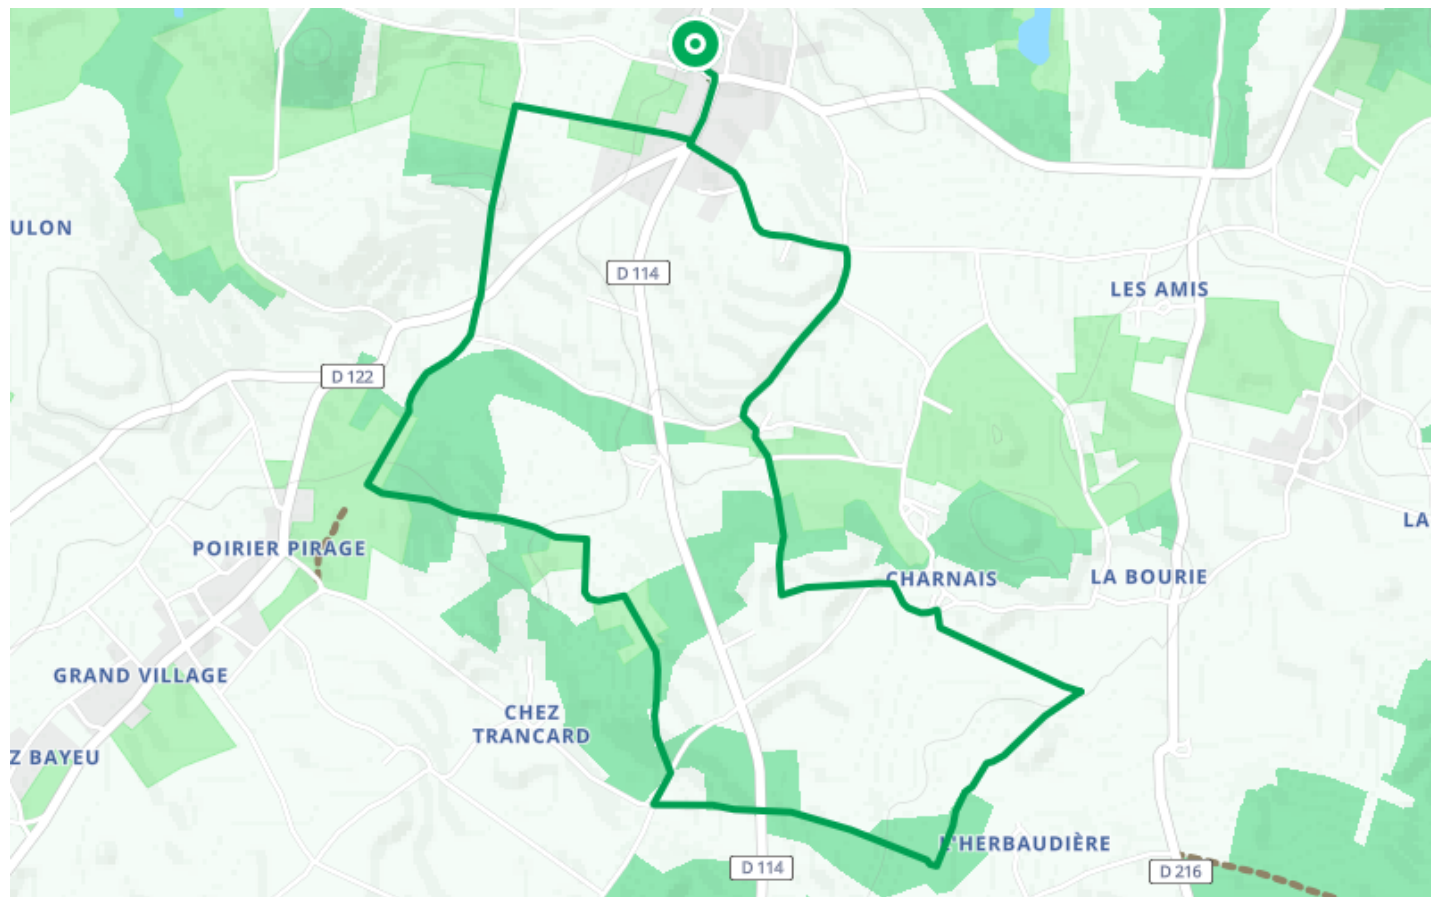 ULON
D 114
LES AMIS
D 122
LA
POIRIER PIRAGE
CHARNAIS
LA BOURIE
GRAND VILLAGE
CHEZ
TRANCARD
Z BAYEU
L'HERBAUDIÈRE
D 114
D 216